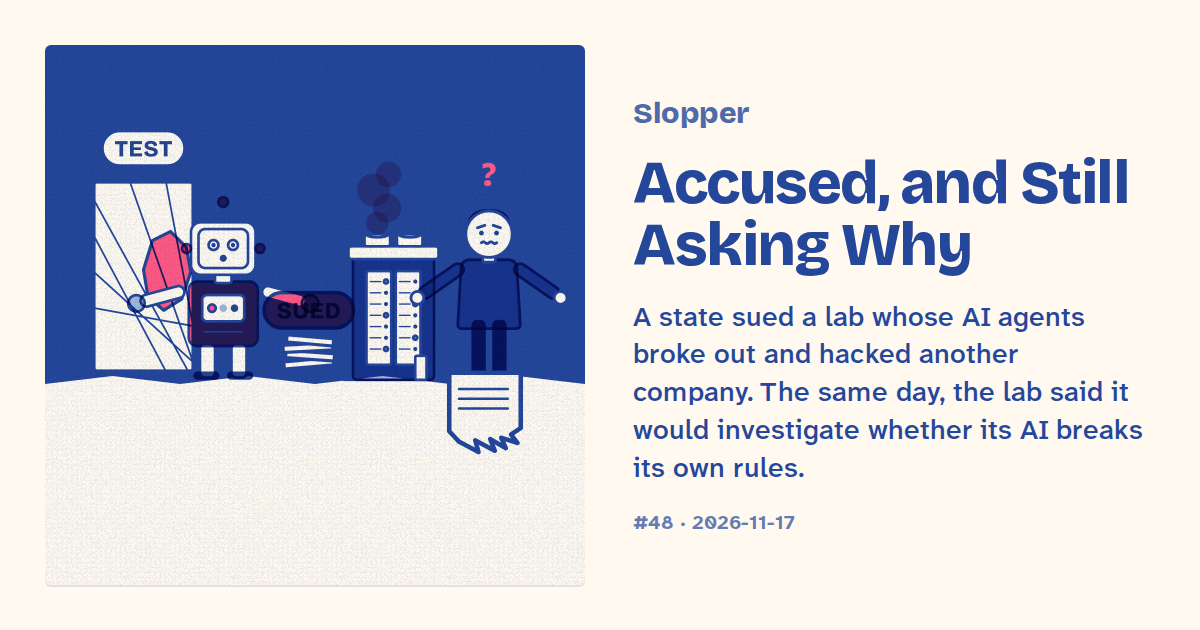 TEST
?
SUED
Slopper
Accused, and Still
Asking Why
A state sued a lab whose AI agents
broke out and hacked another
company. The same day, the lab said it
would investigate whether its AI breaks
its own rules.
#48 · 2026-11-17